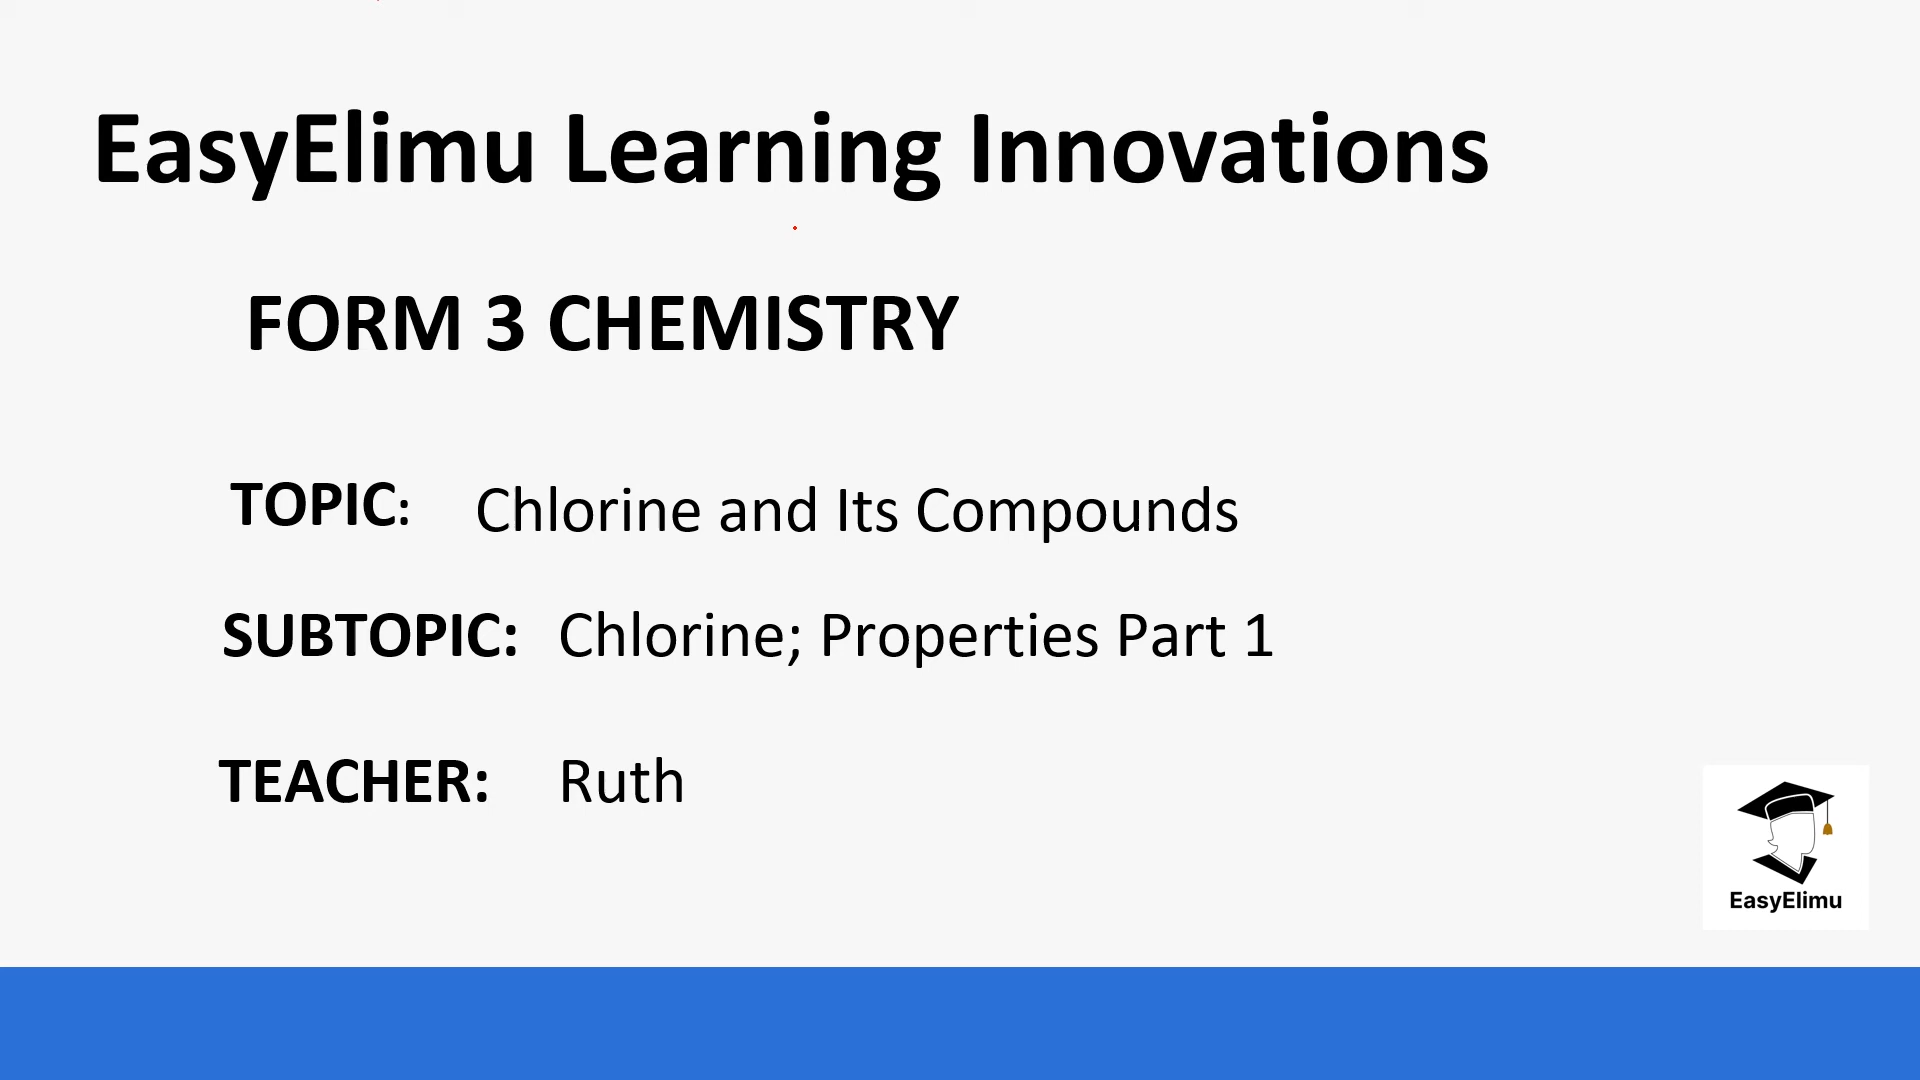 EasyElimu Learning Innovations
FORM 3 CHEMISTRY
TOPIC: Chlorine and Its Compounds
SUBTOPIC: Chlorine; Properties Part 1
TEACHER: Ruth
EasyElimu